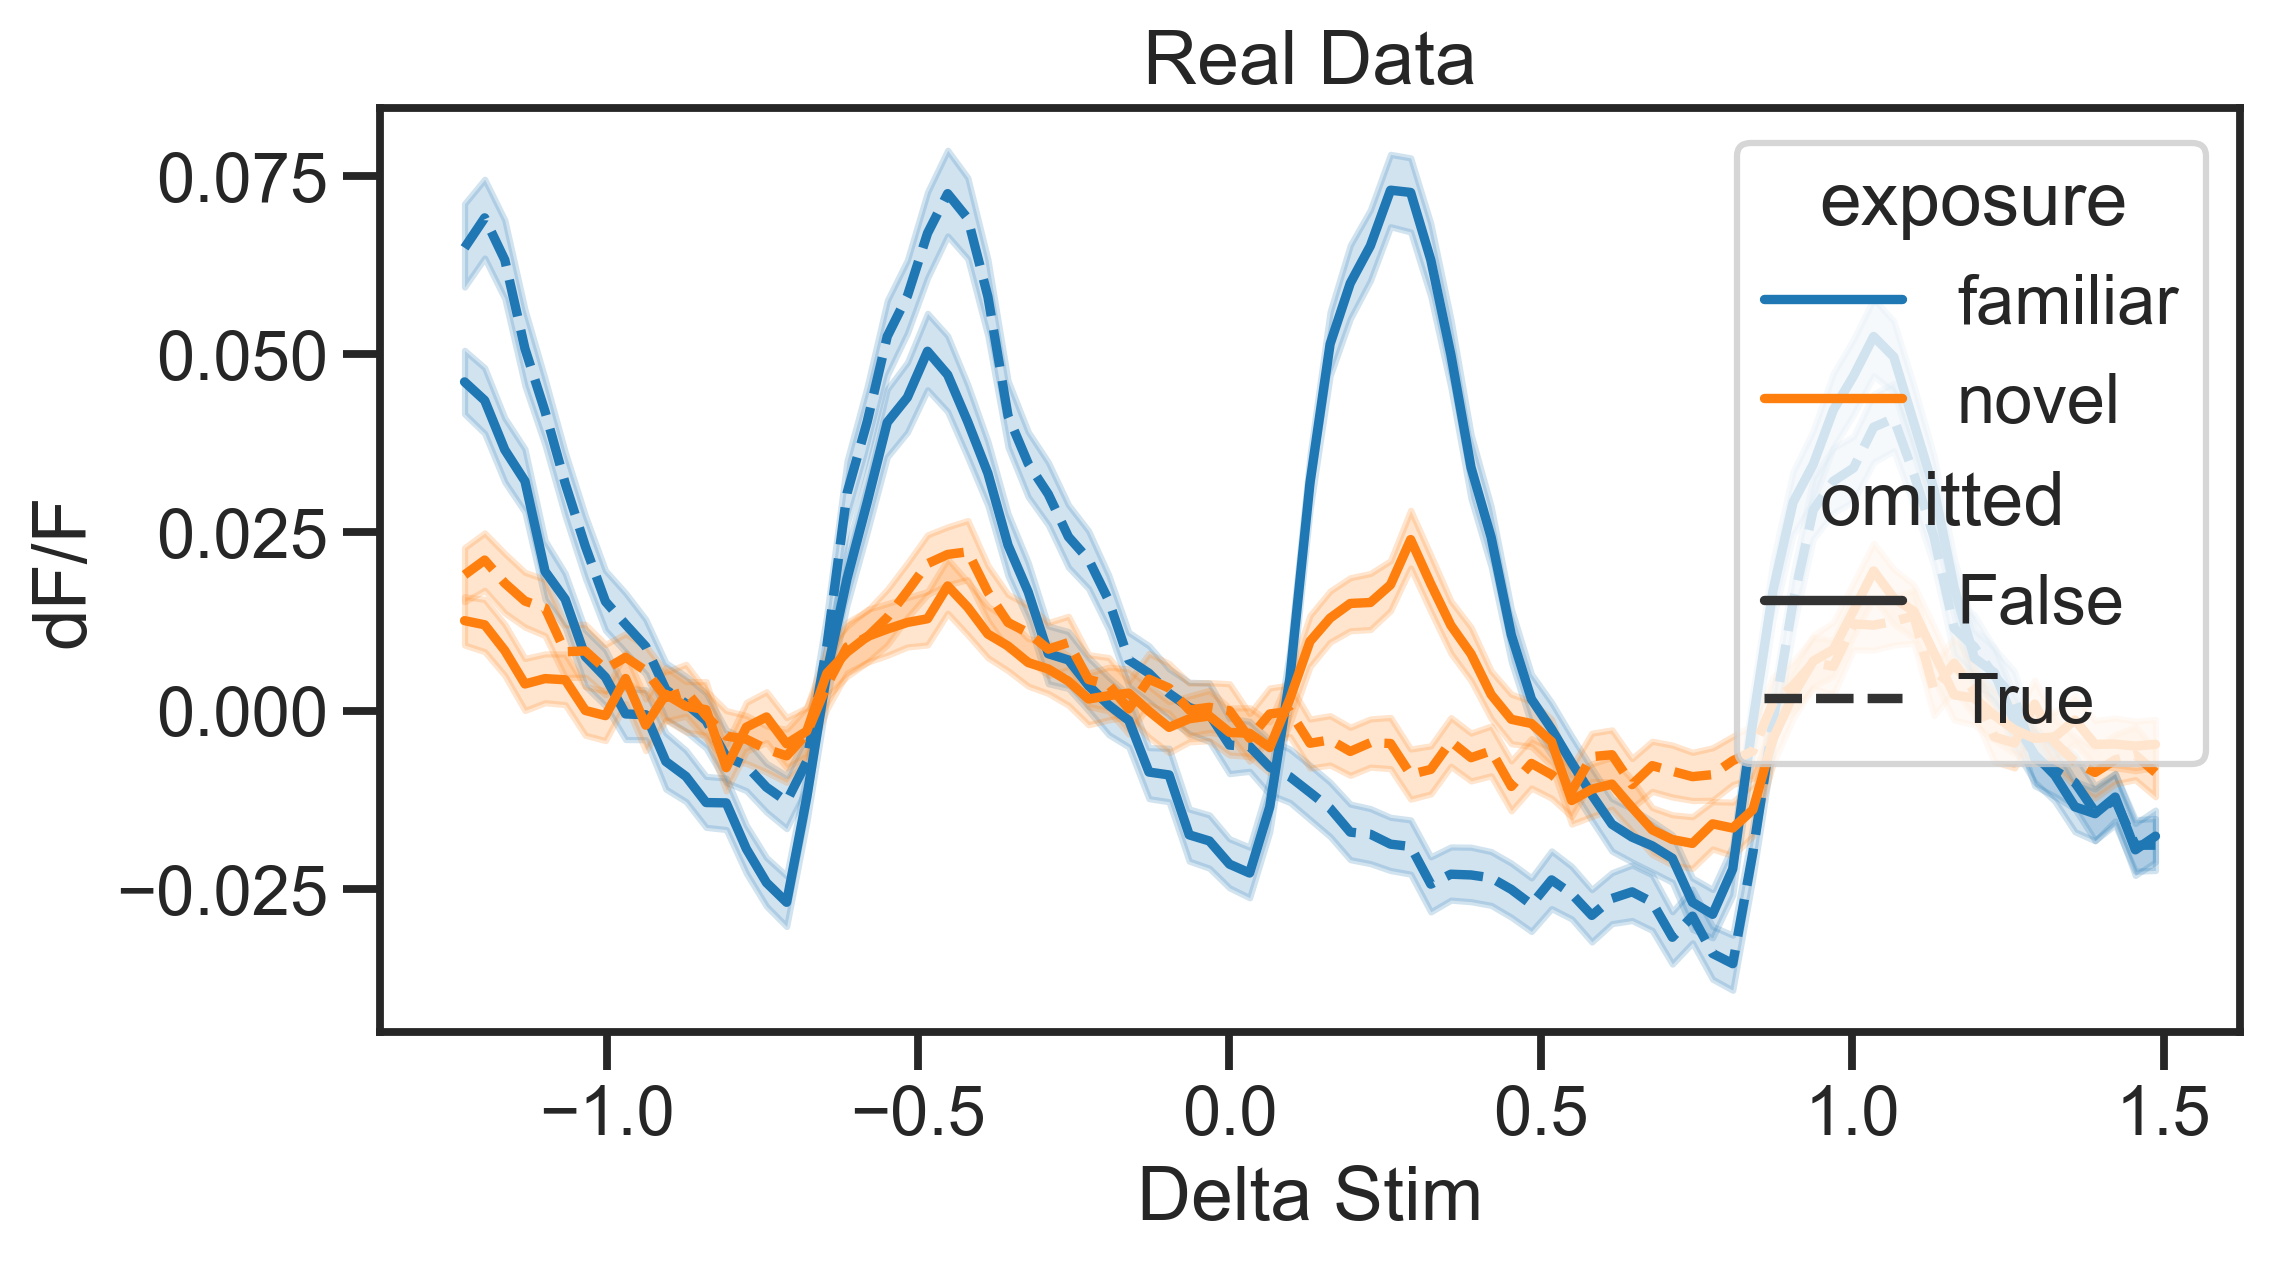 Real Data
dF/F
0.075
0.050
0.025
0.000
−0.025
−1.0
−0.5
0.0
0.5
1.0
1.5
Delta Stim
exposure
familiar
novel
omitted
False
True